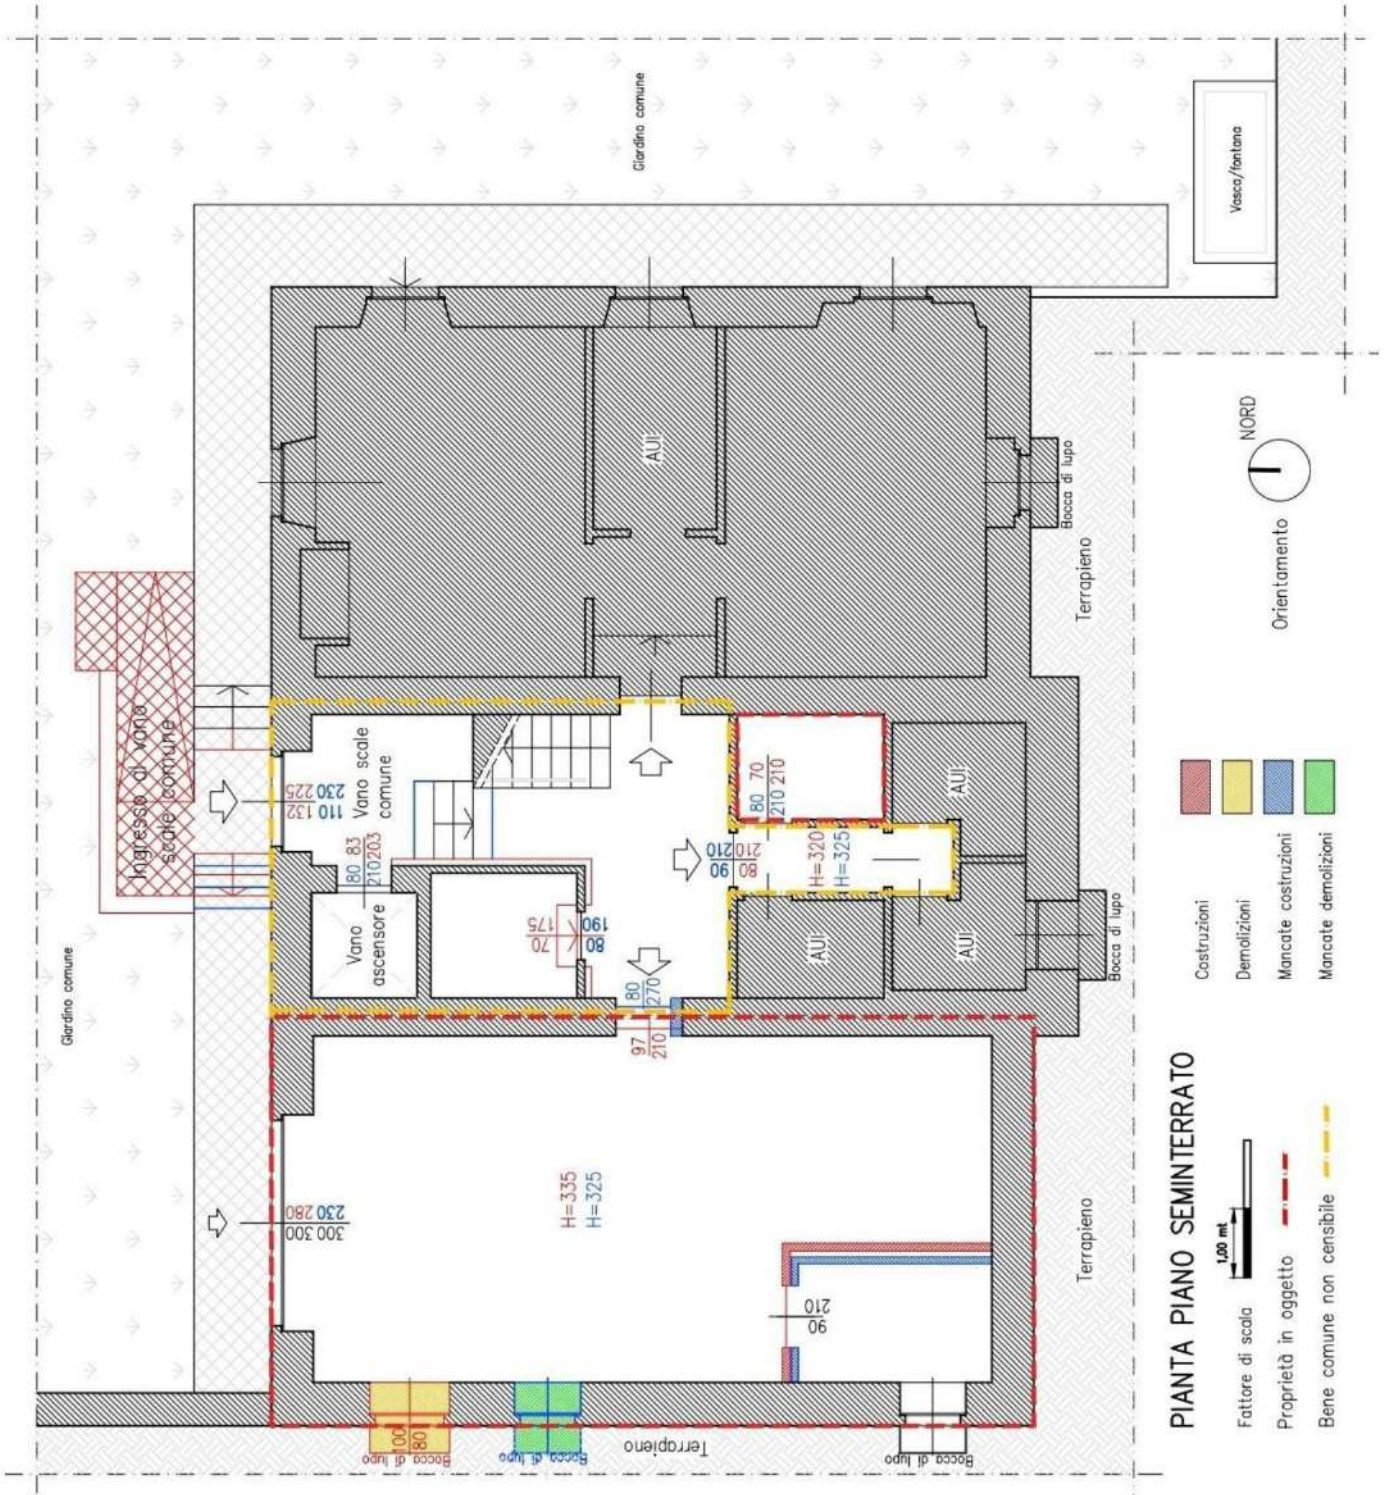 Giardino comune
Giardino comune
Vasca/fontana
Ingresso al vano
scale comune
Vano scale
comune
230 225
110 132
80 83
210 203
Vano
ascensore
70
175
80
190
80
270
97
210
90 210
80 210
80 70
210 210
H=320
H=325
AUI
AUI
AUI
AUI
Bocca di lupo
Bocca di lupo
Terrapieno
Terrapieno
Terrapieno
230 280
300 300
H=335
H=325
90
210
100
80
Bocca di lupo
Bocca di lupo
Bocca di lupo
NORD
Orientamento
PIANTA PIANO SEMINTERRATO
Fattore di scala
1,00 mt
Proprietà in oggetto
Bene comune non censibile
Costruzioni
Demolizioni
Mancate costruzioni
Mancate demolizioni